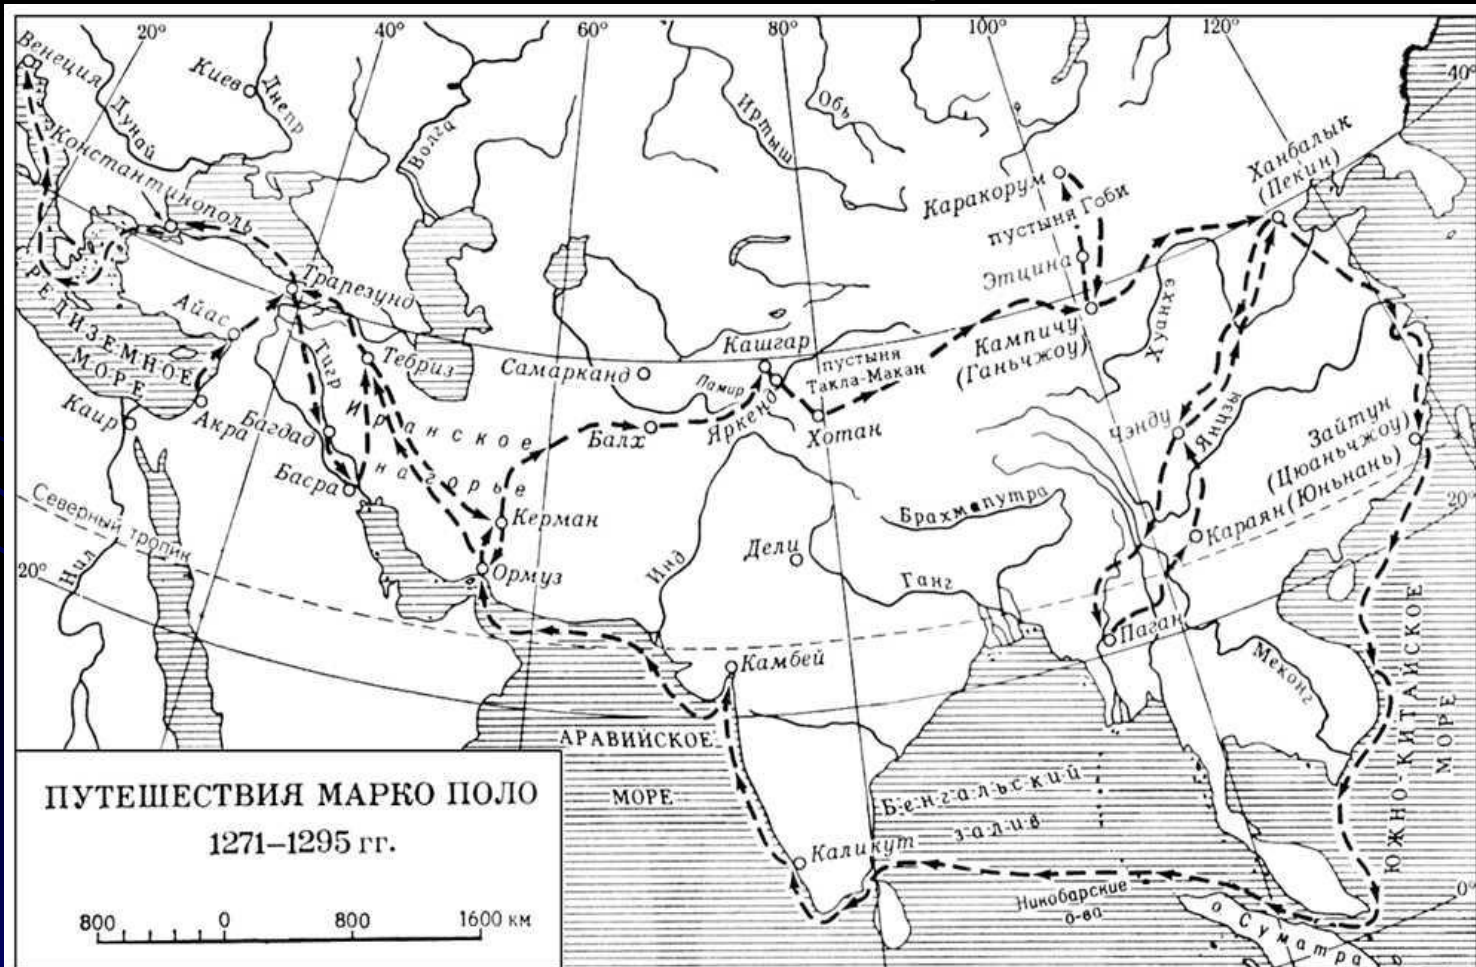 20°
40°
60°
80°
100°
120°
40°
Венеция
Киев
Днепр
Дунай
Волга
Иртыш
Обь
Константинополь
Каракорум
пустыня Гоби
Ханбалык
(Пекин)
Этцина
Трапезунд
Айас
СРЕДИЗЕМНОЕ
МОРЕ
Тигр
Тебриз
Самарканд
Кашгар
Памир
пустыня
Такла-Макан
Кампичу
(Ганьчжоу)
Хуанхэ
Каир
Акра
Багдад
Иранское
нагорье
Балх
Яркенд
Хотан
Чэнду
Янцзы
Зайтун
(Цюаньчжоу)
Басра
Керман
Брахмапутра
Караян (Юньнань)
20°
Северный тропик
20°
Нил
Ормуз
Инд
Дели
Ганг
Паган
Камбей
Меконг
АРАВИЙСКОЕ
МОРЕ
Бенгальский
залив
ЮЖНО-КИТАЙСКОЕ
МОРЕ
Каликут
Никобарские
о-ва
о Суматра
0°
ПУТЕШЕСТВИЯ МАРКО ПОЛО
1271–1295 гг.
800 0 800 1600 км